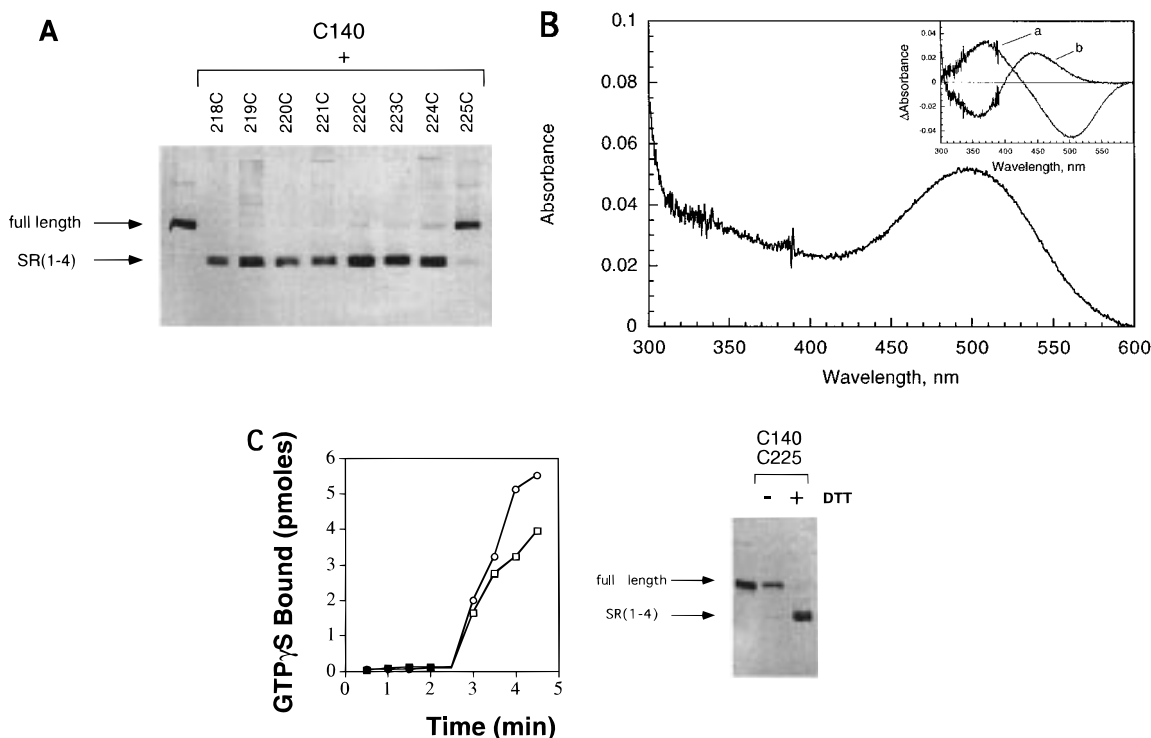 A
C140
+
218C
219C
220C
221C
222C
223C
224C
225C
full length
SR(1-4)
B
Absorbance
0.1
0.08
0.06
0.04
0.02
0
300
350
400
450
500
550
600
Wavelength, nm
ΔAbsorbance
0.04
0.02
0
-0.02
-0.04
a
b
300
350
400
450
500
550
Wavelength, nm
C
GTPγS Bound (pmoles)
6
5
4
3
2
1
0
0
1
2
3
4
5
Time (min)
C140
C225
- + DTT
full length
SR(1-4)